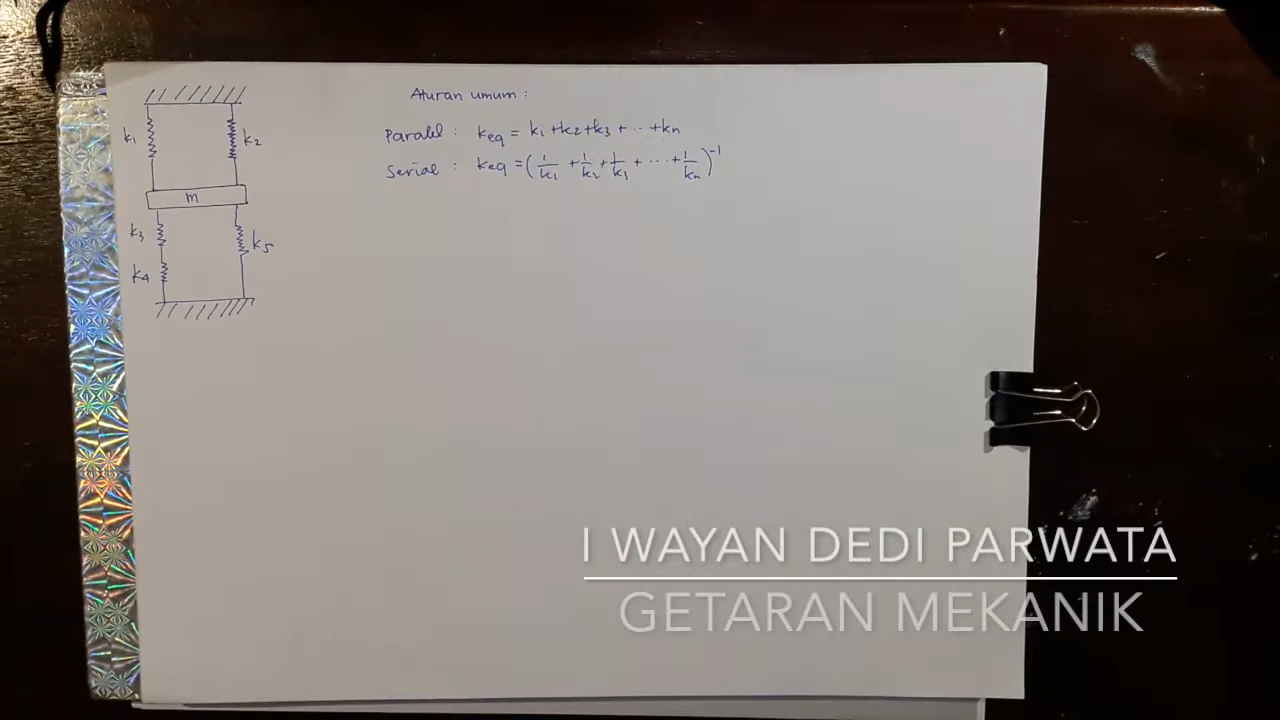 Aturan umum :
Paralel : keq = k1 + k2 + k3 + ... + kn
Serial : keq = (1/k1 + 1/k2 + 1/k3 + ... + 1/kn)^-1
k1
k2
m
k3
k5
k4
I WAYAN DEDI PARWATA
GETARAN MEKANIK